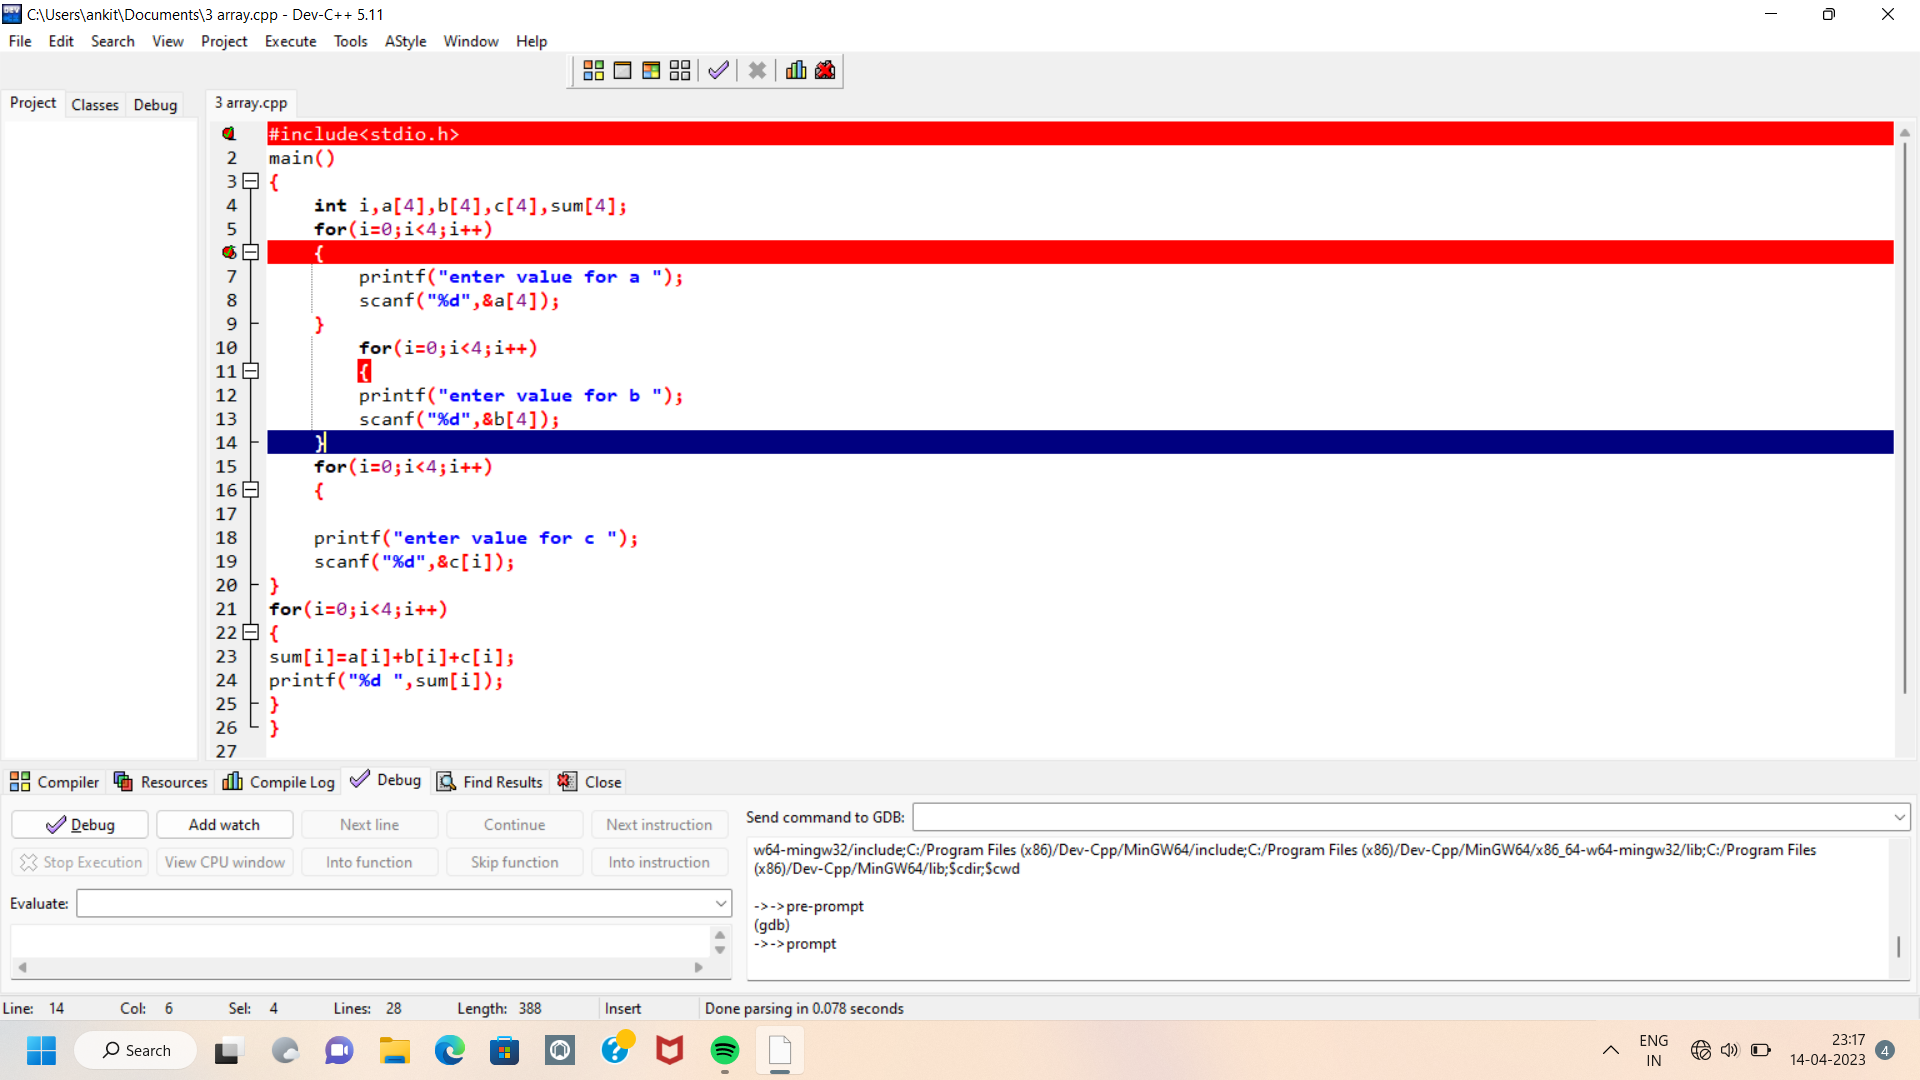 C:\Users\ankit\Documents\3 array.cpp - Dev-C++ 5.11
File Edit Search View Project Execute Tools AStyle Window Help
Project Classes Debug
3 array.cpp
#include<stdio.h>
2 main()
3 {
4 int i,a[4],b[4],c[4],sum[4];
5 for(i=0;i<4;i++)
{
7 printf("enter value for a ");
8 scanf("%d",&a[4]);
9 }
10 for(i=0;i<4;i++)
11 {
12 printf("enter value for b ");
13 scanf("%d",&b[4]);
14 }
15 for(i=0;i<4;i++)
16 {
17
18 printf("enter value for c ");
19 scanf("%d",&c[i]);
20 }
21 for(i=0;i<4;i++)
22 {
23 sum[i]=a[i]+b[i]+c[i];
24 printf("%d ",sum[i]);
25 }
26 }
27
Compiler Resources Compile Log Debug Find Results Close
Debug Add watch Next line Continue Next instruction
Stop Execution View CPU window Into function Skip function Into instruction
Evaluate:
Send command to GDB:
w64-mingw32/include;C:/Program Files (x86)/Dev-Cpp/MinGW64/include;C:/Program Files (x86)/Dev-Cpp/MinGW64/x86_64-w64-mingw32/lib;C:/Program Files
(x86)/Dev-Cpp/MinGW64/lib;$cdir;$cwd
->->pre-prompt
(gdb)
->->prompt
Line: 14 Col: 6 Sel: 4 Lines: 28 Length: 388 Insert Done parsing in 0.078 seconds
Search
ENG
IN
23:17
14-04-2023
4